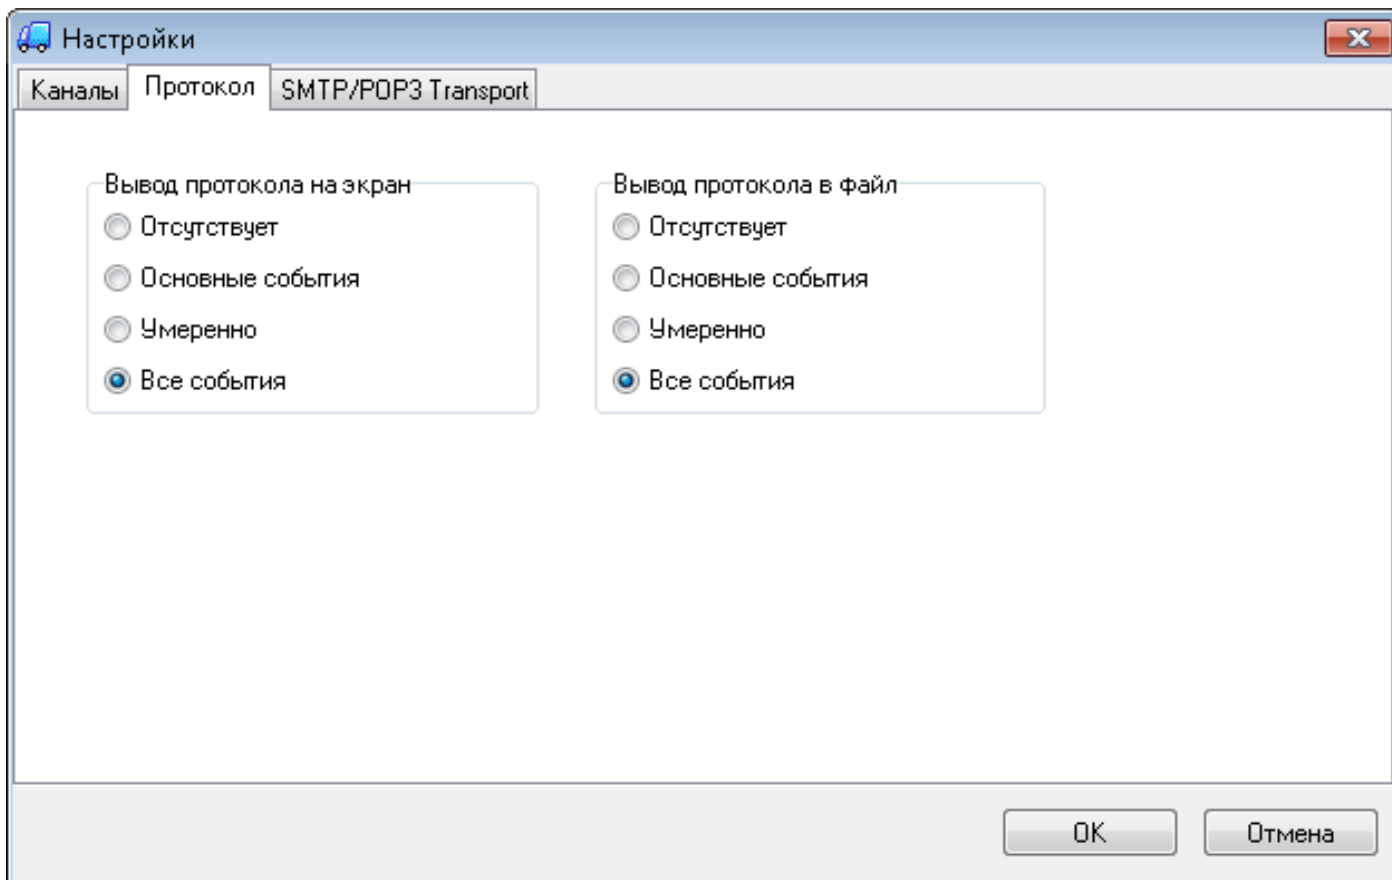 Настройки
Каналы Протокол SMTP/POP3 Transport
Вывод протокола на экран
Отсутствует
Основные события
Умеренно
Все события
Вывод протокола в файл
Отсутствует
Основные события
Умеренно
Все события
OK Отмена